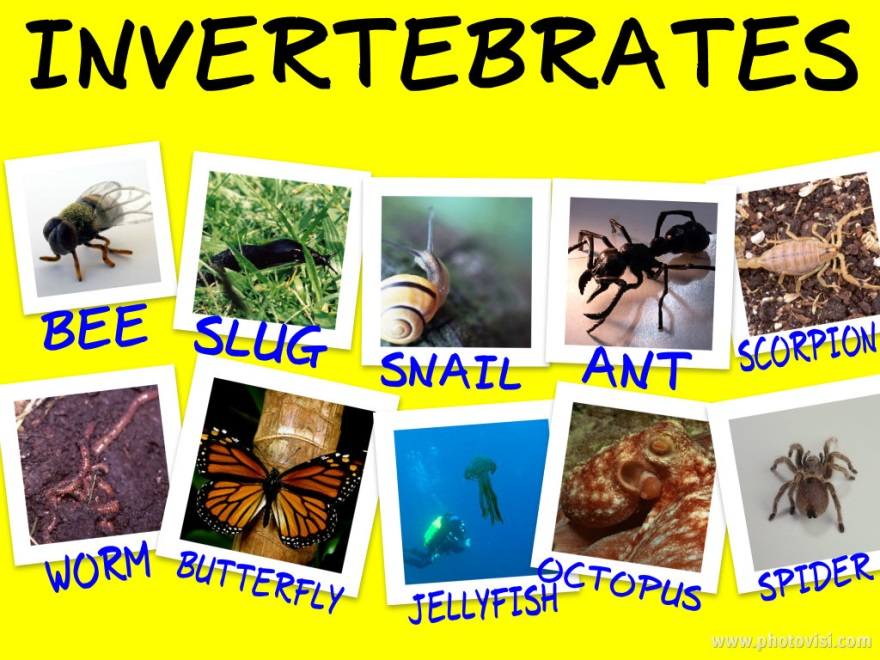 INVERTEBRATES
BEE
SLUG
SNAIL
ANT
SCORPION
WORM
BUTTERFLY
JELLYFISH
OCTOPUS
SPIDER
www.photovisi.com